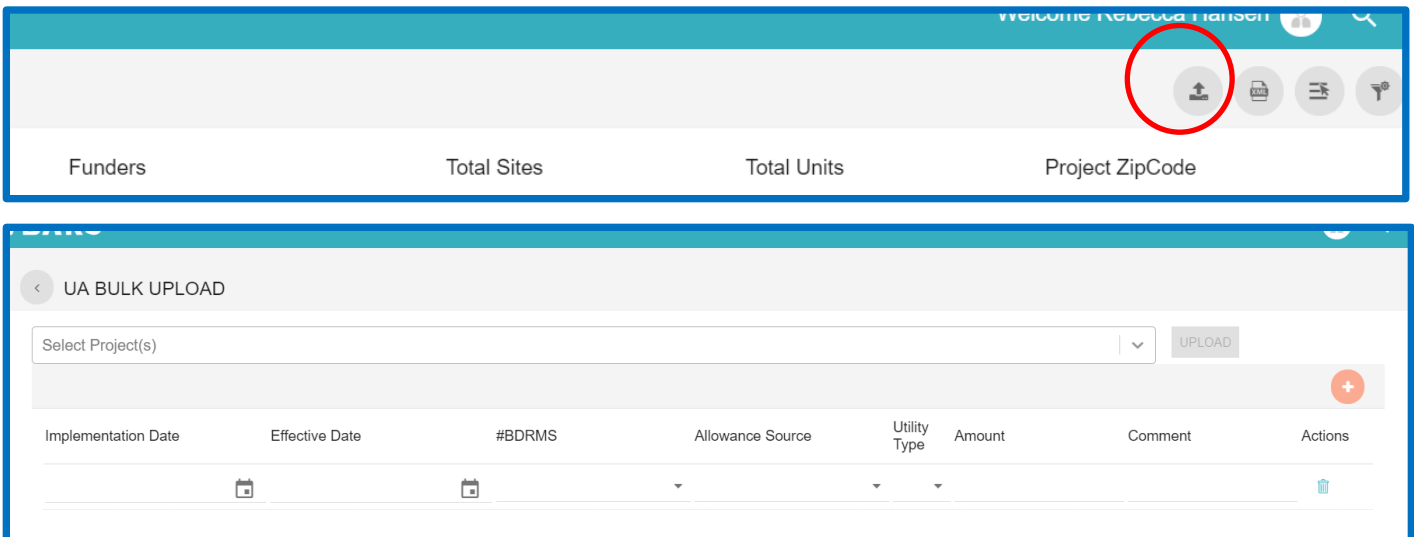 Welcome Rebecca Hansen
XML
Funders Total Sites Total Units Project ZipCode
UA BULK UPLOAD
Select Project(s) UPLOAD
Implementation Date Effective Date #BDRMS Allowance Source Utility Type Amount Comment Actions